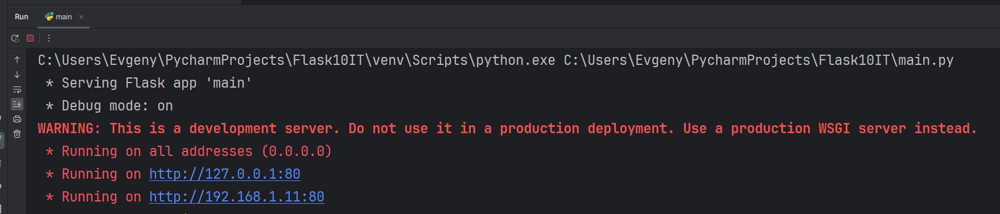 Run main
C:\Users\Evgeny\PycharmProjects\Flask10IT\venv\Scripts\python.exe C:\Users\Evgeny\PycharmProjects\Flask10IT\main.py
* Serving Flask app 'main'
* Debug mode: on
WARNING: This is a development server. Do not use it in a production deployment. Use a production WSGI server instead.
* Running on all addresses (0.0.0.0)
* Running on http://127.0.0.1:80
* Running on http://192.168.1.11:80